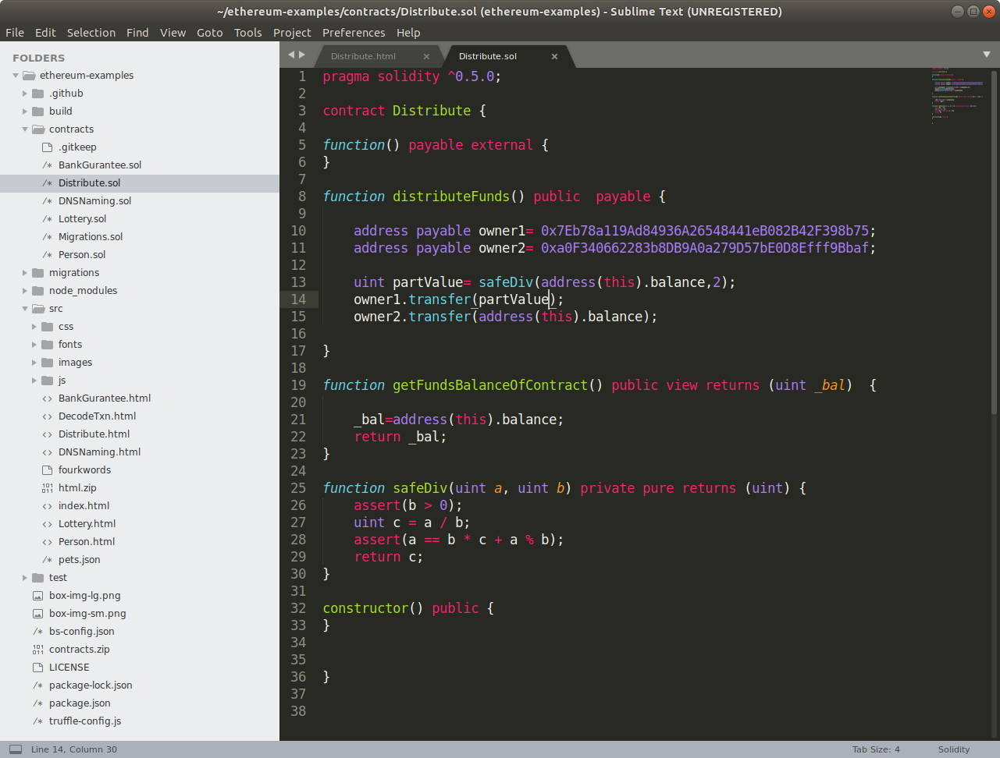 ~/ethereum-examples/contracts/Distribute.sol (ethereum-examples) - Sublime Text (UNREGISTERED)
File Edit Selection Find View Goto Tools Project Preferences Help
FOLDERS
ethereum-examples
.github
build
contracts
.gitkeep
BankGurantee.sol
Distribute.sol
DNSNaming.sol
Lottery.sol
Migrations.sol
Person.sol
migrations
node_modules
src
css
fonts
images
js
BankGurantee.html
DecodeTxn.html
Distribute.html
DNSNaming.html
fourkwords
html.zip
index.html
Lottery.html
Person.html
pets.json
test
box-img-lg.png
box-img-sm.png
bs-config.json
contracts.zip
LICENSE
package-lock.json
package.json
truffle-config.js
Distribute.html Distribute.sol
1 pragma solidity ^0.5.0;
2
3 contract Distribute {
4
5 function() payable external {
6 }
7
8 function distributeFunds() public  payable {
9
10     address payable owner1= 0x7Eb78a119Ad84936A26548441eB082B42F398b75;
11     address payable owner2= 0xa0F340662283b8DB9A0a279D57bE0D8Efff9Bbaf;
12
13     uint partValue= safeDiv(address(this).balance,2);
14     owner1.transfer(partValue);
15     owner2.transfer(address(this).balance);
16
17 }
18
19 function getFundsBalanceOfContract() public view returns (uint _bal)  {
20
21     _bal=address(this).balance;
22     return _bal;
23 }
24
25 function safeDiv(uint a, uint b) private pure returns (uint) {
26     assert(b > 0);
27     uint c = a / b;
28     assert(a == b * c + a % b);
29     return c;
30 }
31
32 constructor() public {
33 }
34
35
36 }
37
38
Line 14, Column 30 Tab Size: 4 Solidity